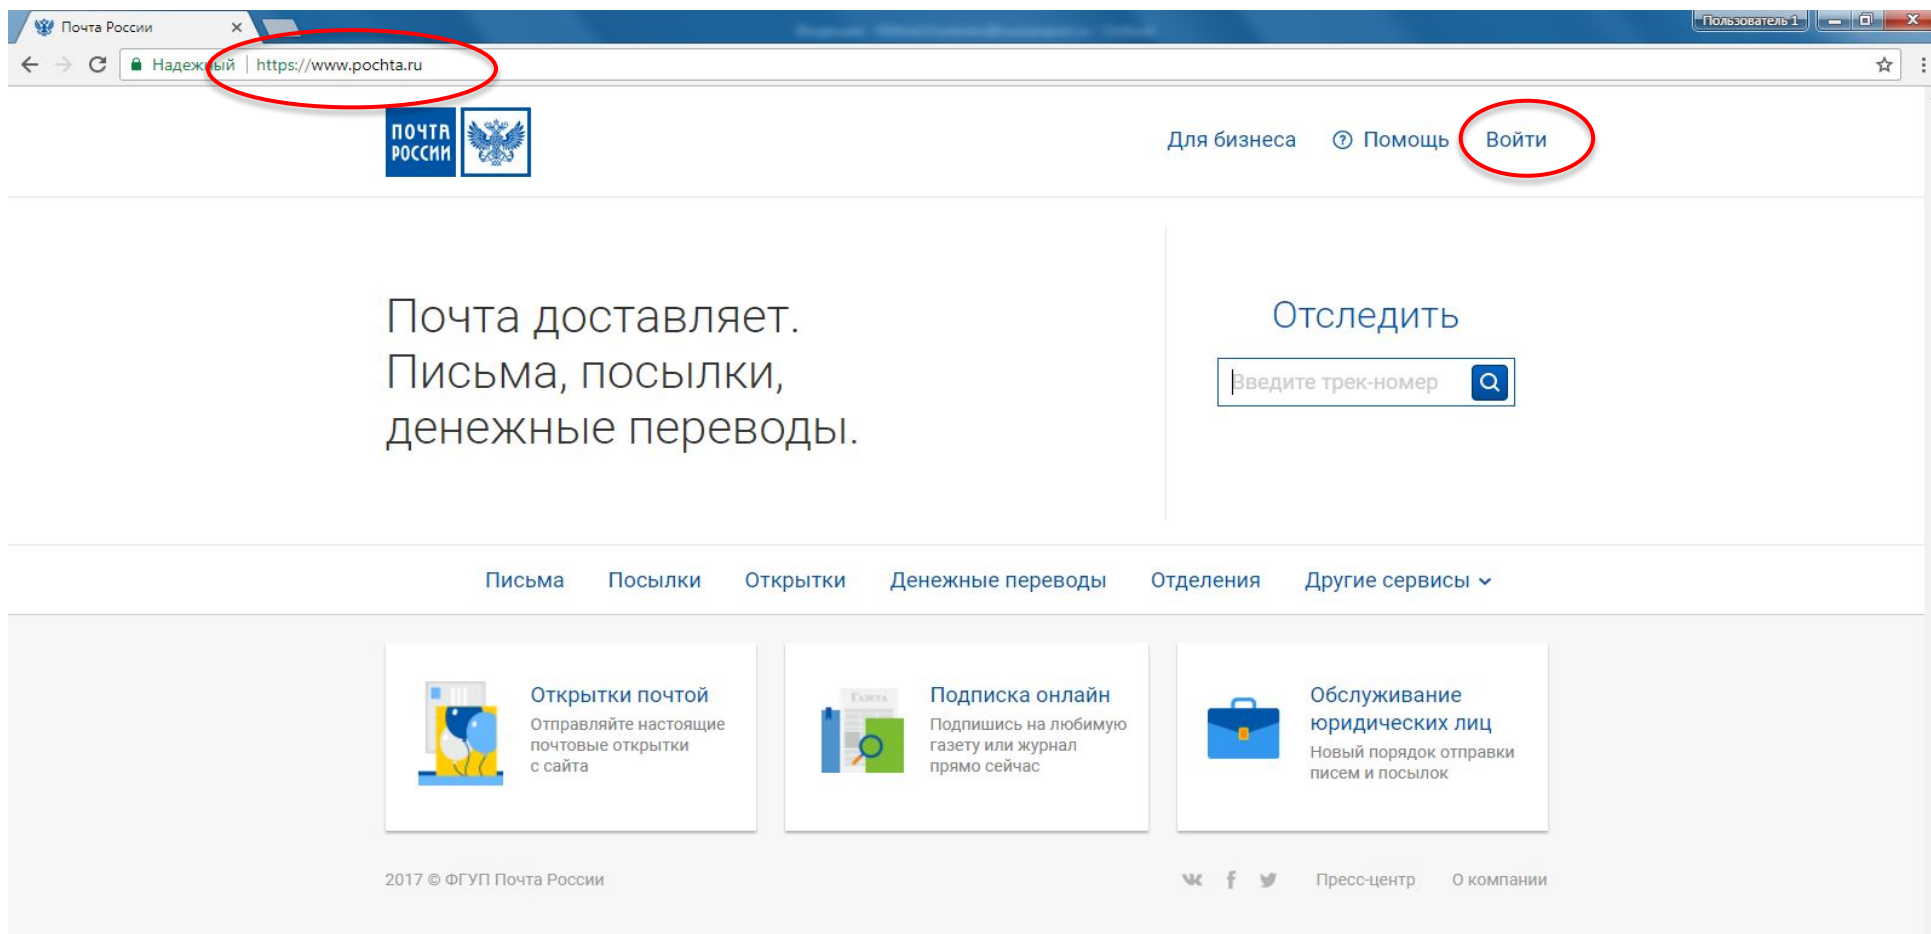 Почта России
Пользователь 1
Надежный
https://www.pochta.ru
ПОЧТА
РОССИИ
Для бизнеса
Помощь
Войти
Почта доставляет.
Письма, посылки,
денежные переводы.
Отследить
Введите трек-номер
Письма
Посылки
Открытки
Денежные переводы
Отделения
Другие сервисы
Открытки почтой
Отправляйте настоящие
почтовые открытки
с сайта
ГАЗЕТА
Подписка онлайн
Подпишись на любимую
газету или журнал
прямо сейчас
Обслуживание
юридических лиц
Новый порядок отправки
писем и посылок
2017 © ФГУП Почта России
Пресс-центр
О компании